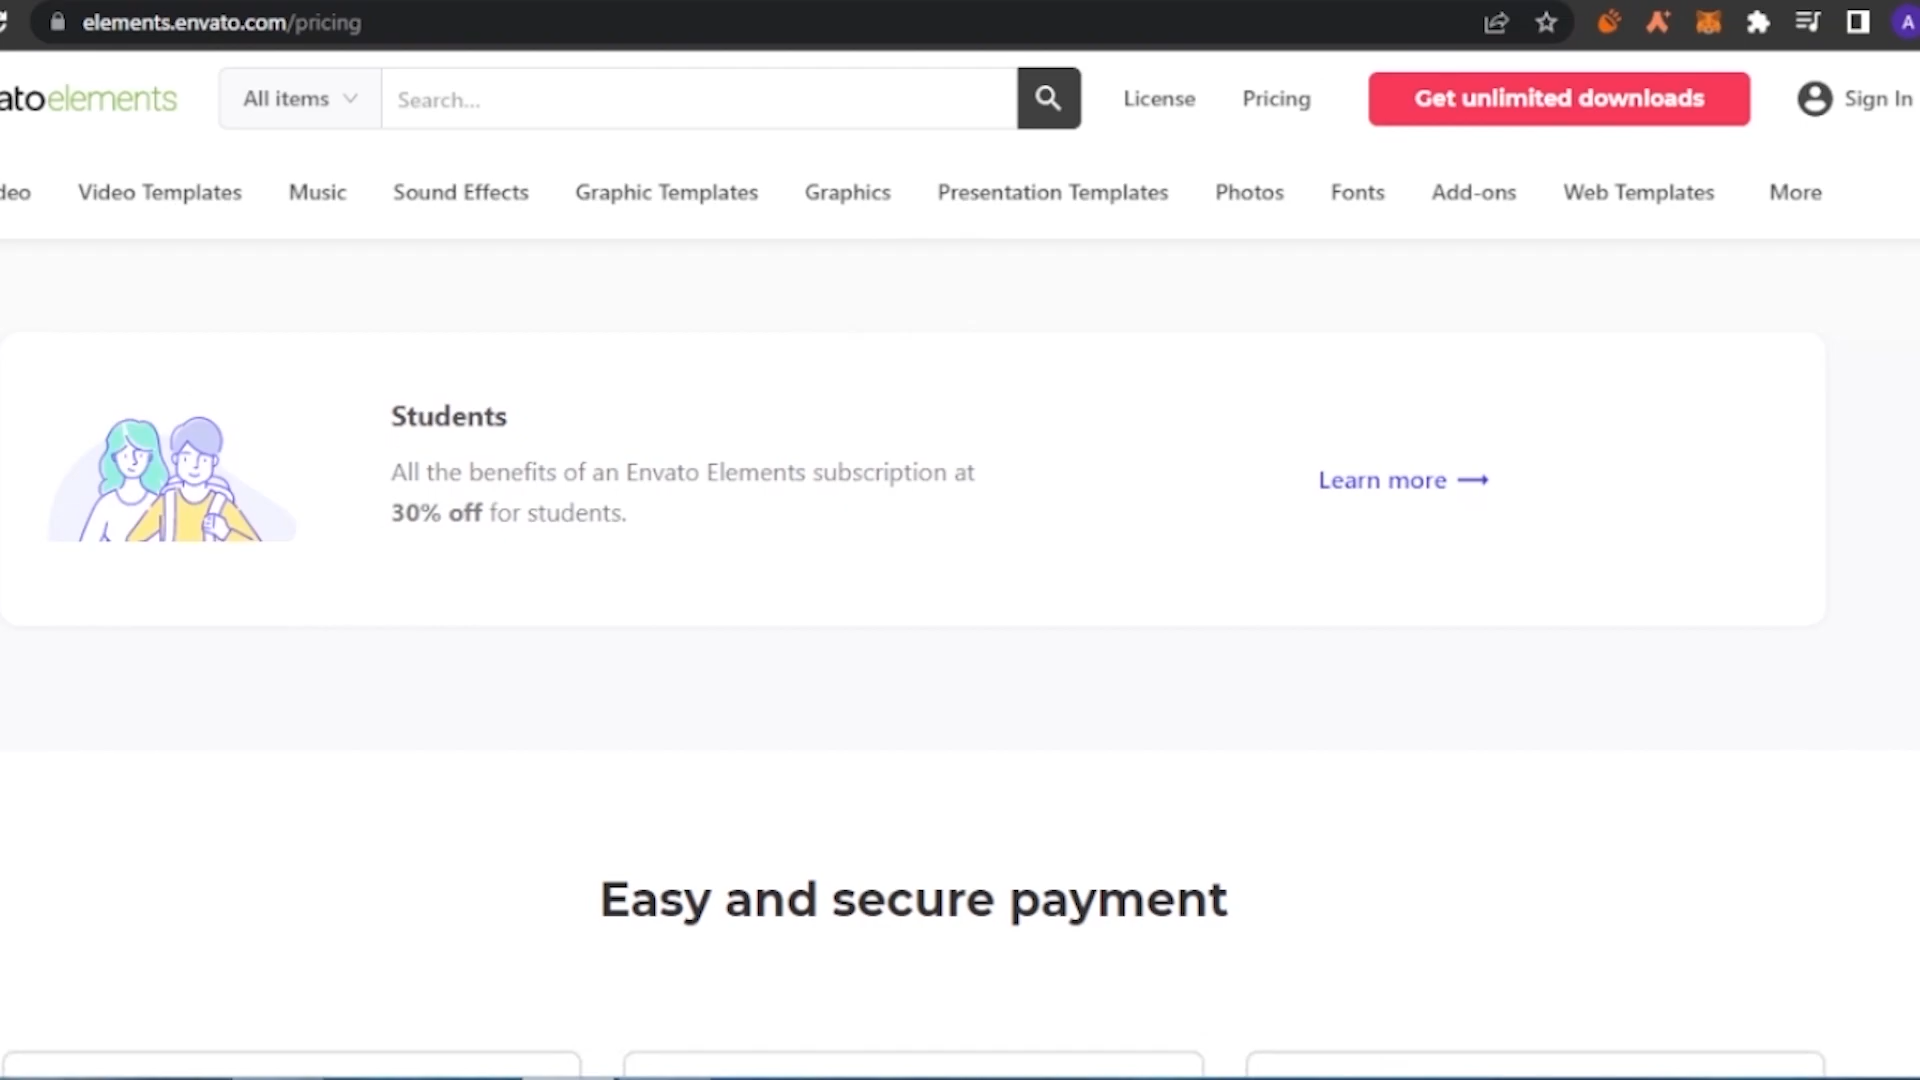 elements.envato.com/pricing
A
atoelements
All items
Search...
License
Pricing
Get unlimited downloads
Sign In
deo
Video Templates
Music
Sound Effects
Graphic Templates
Graphics
Presentation Templates
Photos
Fonts
Add-ons
Web Templates
More
Students
All the benefits of an Envato Elements subscription at
30% off for students.
Learn more
Easy and secure payment